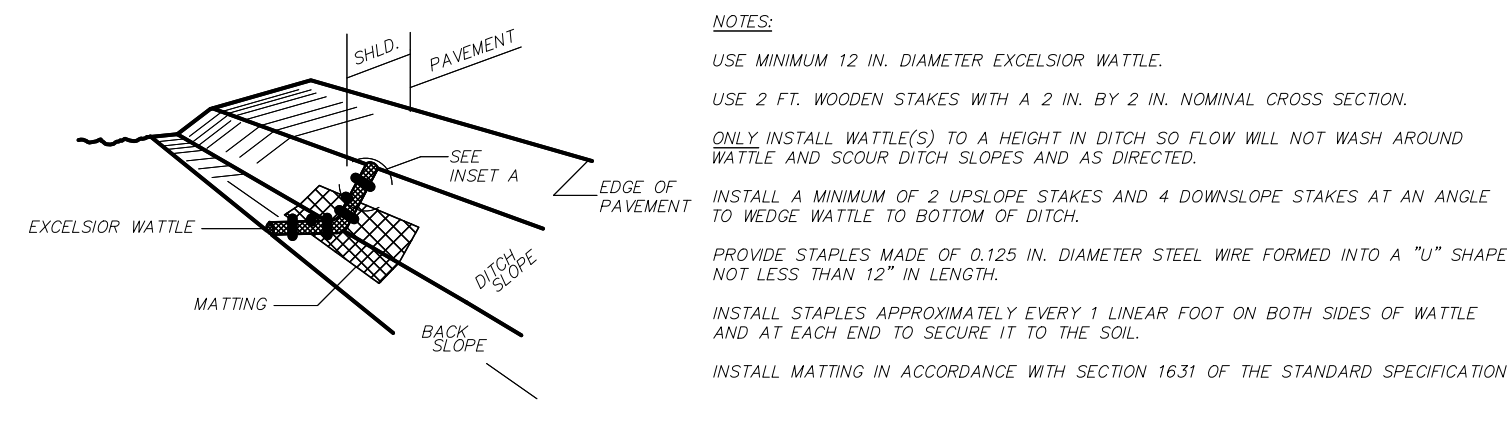 SHLD.
PAVEMENT
SEE
INSET A
EDGE OF
PAVEMENT
EXCELSIOR WATTLE
DITCH
SLOPE
MATTING
BACK
SLOPE
NOTES:
USE MINIMUM 12 IN. DIAMETER EXCELSIOR WATTLE.
USE 2 FT. WOODEN STAKES WITH A 2 IN. BY 2 IN. NOMINAL CROSS SECTION.
ONLY INSTALL WATTLE(S) TO A HEIGHT IN DITCH SO FLOW WILL NOT WASH AROUND
WATTLE AND SCOUR DITCH SLOPES AND AS DIRECTED.
INSTALL A MINIMUM OF 2 UPSLOPE STAKES AND 4 DOWNSLOPE STAKES AT AN ANGLE
TO WEDGE WATTLE TO BOTTOM OF DITCH.
PROVIDE STAPLES MADE OF 0.125 IN. DIAMETER STEEL WIRE FORMED INTO A "U" SHAPE
NOT LESS THAN 12" IN LENGTH.
INSTALL STAPLES APPROXIMATELY EVERY 1 LINEAR FOOT ON BOTH SIDES OF WATTLE
AND AT EACH END TO SECURE IT TO THE SOIL.
INSTALL MATTING IN ACCORDANCE WITH SECTION 1631 OF THE STANDARD SPECIFICATION